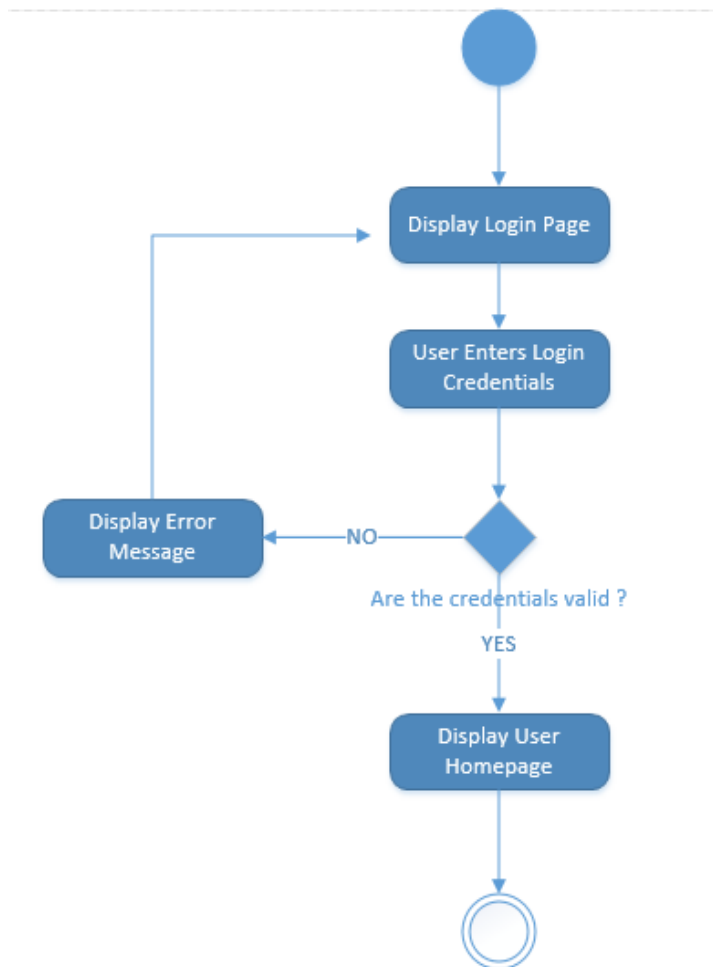 Display Login Page
User Enters Login
Credentials
Display Error
Message
NO
Are the credentials valid ?
YES
Display User
Homepage